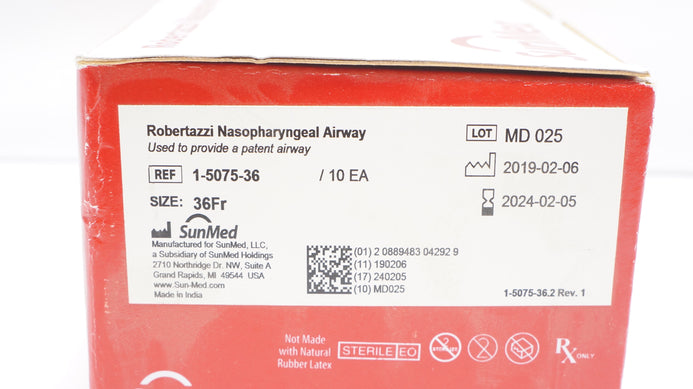 Robertazzi Nasopharyngeal Airway
Used to provide a patent airway
REF 1-5075-36 / 10 EA
SIZE: 36Fr
LOT MD 025
2019-02-06
2024-02-05
SunMed
Manufactured for SunMed, LLC,
a Subsidiary of SunMed Holdings
2710 Northridge Dr. NW, Suite A
Grand Rapids, MI 49544 USA
www.Sun-Med.com
Made in India
(01) 2 0889483 04292 9
(11) 190206
(17) 240205
(10) MD025
1-5075-36.2 Rev. 1
Not Made
with Natural
Rubber Latex
STERILE EO
2
Rx ONLY